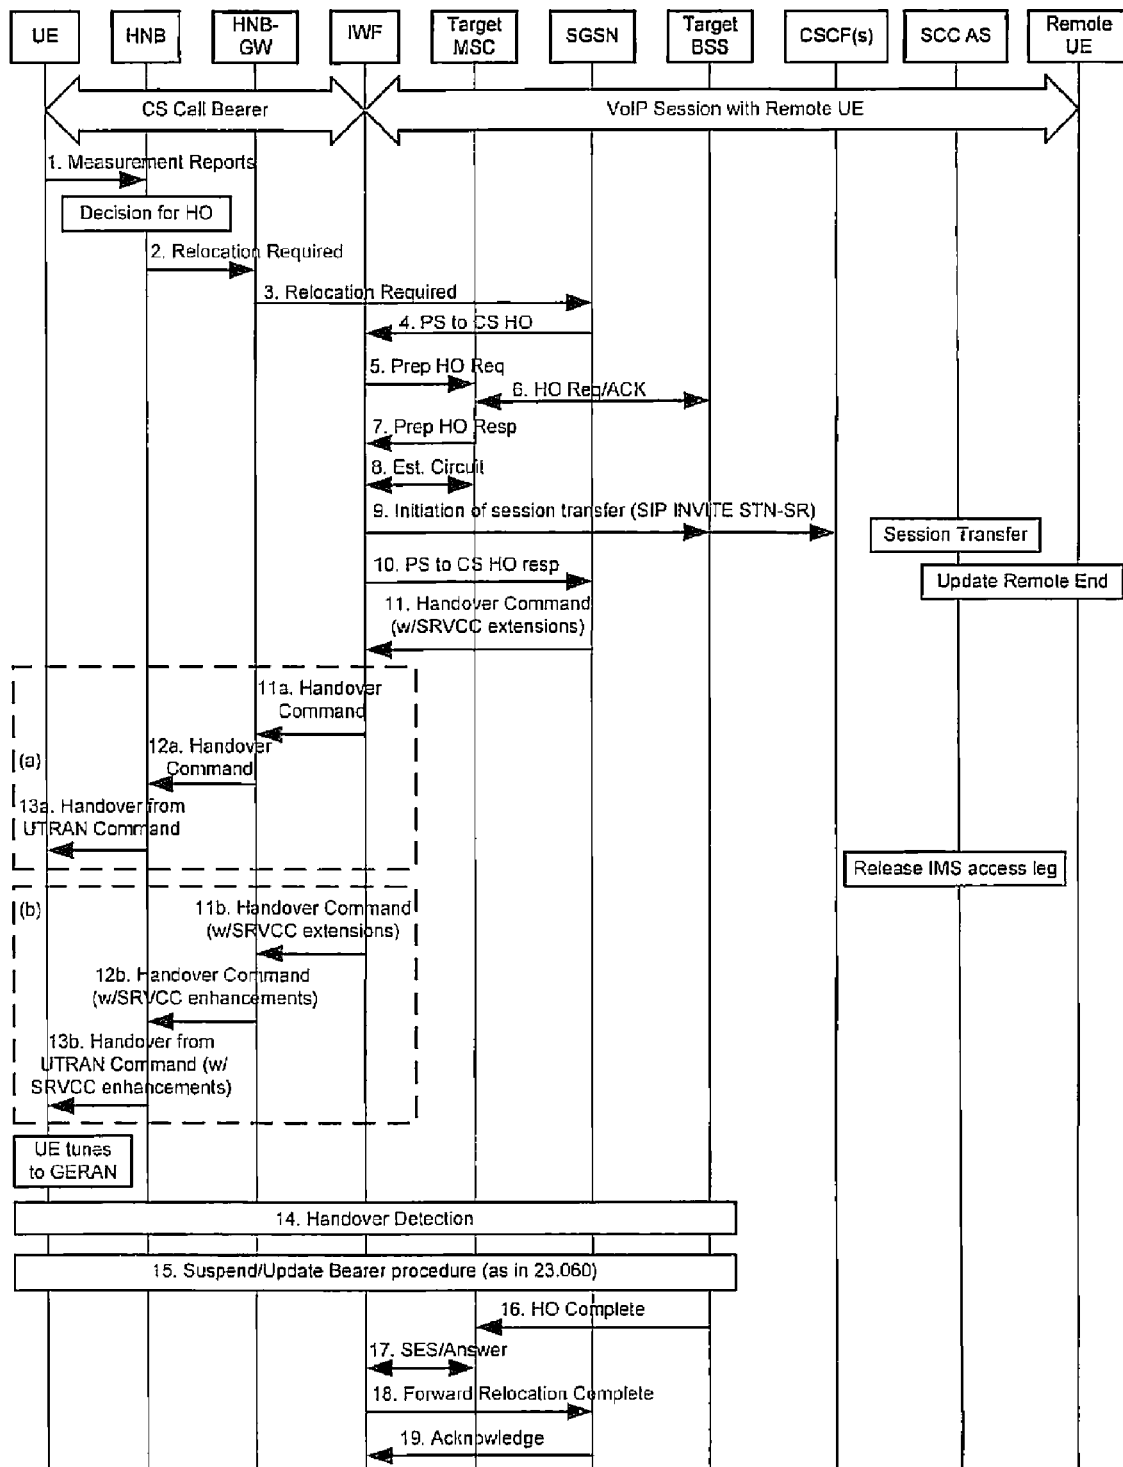 UE
HNB
HNB-
GW
IWF
Target
MSC
SGSN
Target
BSS
CSCF(s)
SCC AS
Remote
UE
CS Call Bearer
VoIP Session with Remote UE
1. Measurement Reports
Decision for HO
2. Relocation Required
3. Relocation Required
4. PS to CS HO
5. Prep HO Req
6. HO Req/ACK
7. Prep HO Resp
8. Est. Circuit
9. Initiation of session transfer (SIP INVITE STN-SR)
Session Transfer
10. PS to CS HO resp
Update Remote End
11. Handover Command
(w/SRVCC extensions)
11a. Handover
Command
12a. Handover
Command
(a)
13a. Handover from
UTRAN Command
Release IMS access leg
(b)
11b. Handover Command
(w/SRVCC extensions)
12b. Handover Command
(w/SRVCC enhancements)
13b. Handover from
UTRAN Command (w/
SRVCC enhancements)
UE tunes
to GERAN
14. Handover Detection
15. Suspend/Update Bearer procedure (as in 23.060)
16. HO Complete
17. SES/Answer
18. Forward Relocation Complete
19. Acknowledge